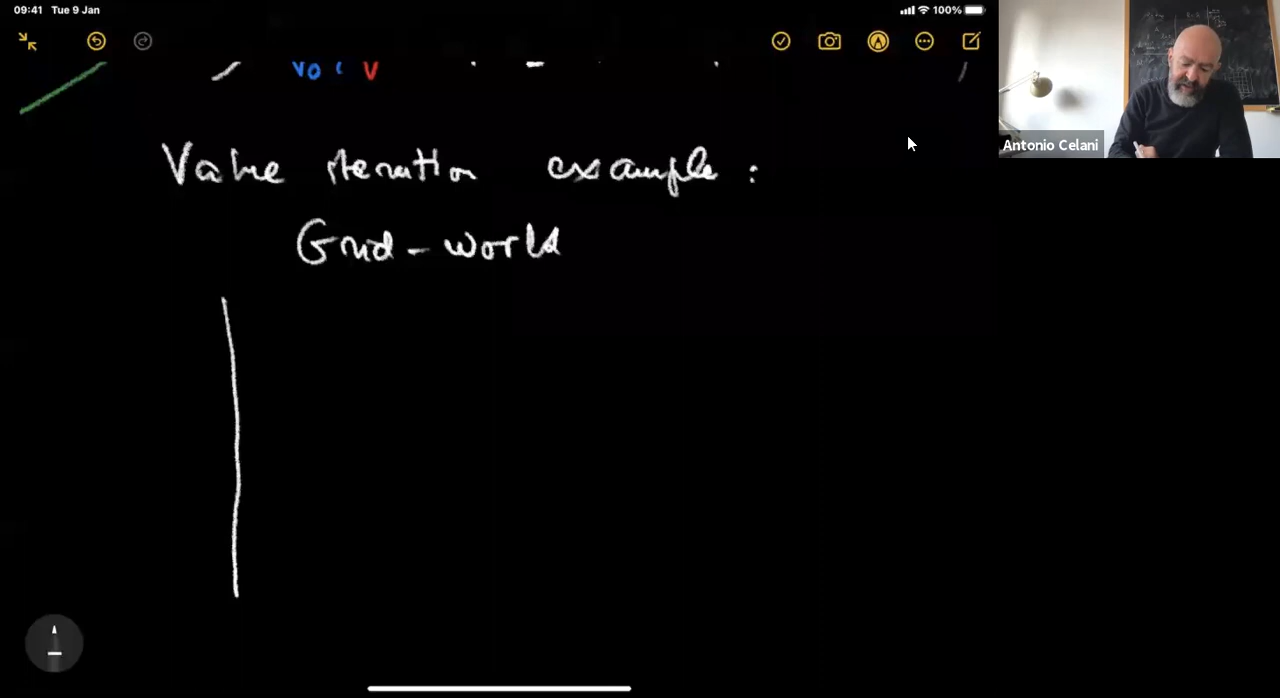 09:41 Tue 9 Jan 100%
Antonio Celani
Value iteration example :
Grid-world